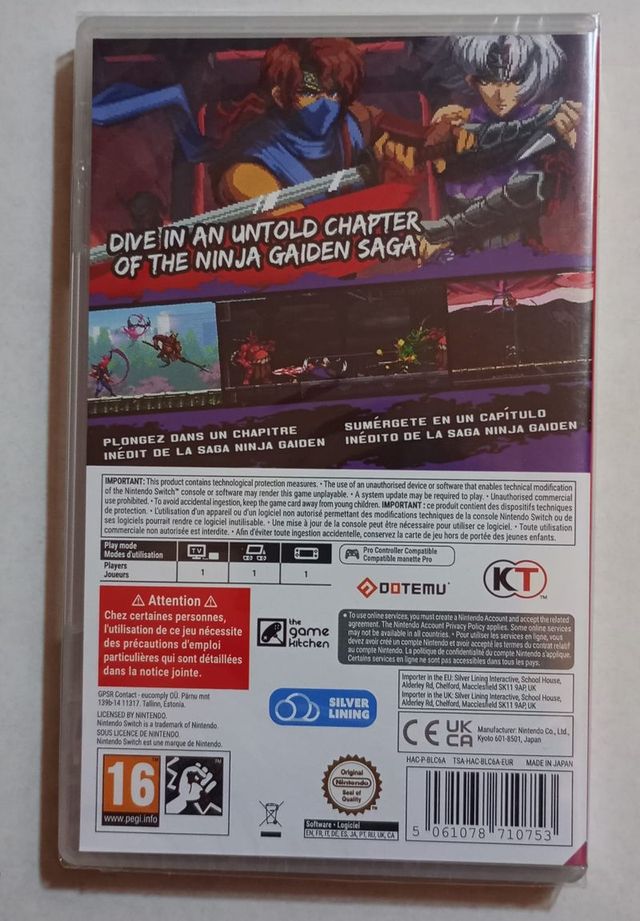 DIVE IN AN UNTOLD CHAPTER
OF THE NINJA GAIDEN SAGA
PLONGEZ DANS UN CHAPITRE
INÉDIT DE LA SAGA NINJA GAIDEN
SUMÉRGETE EN UN CAPÍTULO
INÉDITO DE LA SAGA NINJA GAIDEN
IMPORTANT: This product contains technological protection measures. • The use of an unauthorised device or software that enables technical modification
of the Nintendo Switch™ console or software may render this game unplayable. • A system update may be required to play. • Unauthorised commercial
use prohibited. • To avoid accidental ingestion, keep the game card away from young children. IMPORTANT : ce produit contient des dispositifs techniques
de protection. • L'utilisation d'un appareil ou d'un logiciel non autorisé permettant des modifications techniques de la console Nintendo Switch ou de
ses logiciels pourrait rendre ce logiciel inutilisable. • Une mise à jour de la console peut être nécessaire pour utiliser ce logiciel. • Toute utilisation
commerciale non autorisée est interdite. • Afin d'éviter toute ingestion accidentelle, conservez la carte de jeu hors de portée des jeunes enfants.
Play mode
Modes d'utilisation
TV
Players
Joueurs
1
1
1
Pro Controller Compatible
Compatible manette Pro
DOTEMU
KT™
Attention
Chez certaines personnes,
l'utilisation de ce jeu nécessite
des précautions d'emploi
particulières qui sont détaillées
dans la notice jointe.
the
game
kitchen
• To use online services, you must create a Nintendo Account and accept the related
agreement. The Nintendo Account Privacy Policy applies. Some online services
may not be available in all countries. • Pour utiliser les services en ligne, vous
devez avoir créé un compte Nintendo et avoir accepté les termes du contrat relatif
au compte Nintendo. La politique de confidentialité du compte Nintendo s'applique.
Certains services en ligne ne sont pas accessibles dans tous les pays.
GPSR Contact - eucomply OÜ. Pärnu mnt
139b-14 11317. Tallinn, Estonia.
LICENSED BY NINTENDO.
Nintendo Switch is a trademark of Nintendo.
SOUS LICENCE DE NINTENDO.
Nintendo Switch est une marque de Nintendo.
SILVER
LINING
Importer in the EU: Silver Lining Interactive, School House,
Alderley Rd, Chelford, Macclesfield SK11 9AP, UK
Importer in the UK: Silver Lining Interactive, School House,
Alderley Rd, Chelford, Macclesfield SK11 9AP, UK
CE
UK
CA
Manufacturer: Nintendo Co., Ltd.,
Kyoto 601-8501, Japan
HAC-P-BLC6A TSA-HAC-BLC6A-EUR MADE IN JAPAN
16
www.pegi.info
™
Original
Nintendo
Seal of
Quality
Software • Logiciel
EN, FR, IT, DE, ES, JA, PT, RU, UK, CA
5 061078 710753